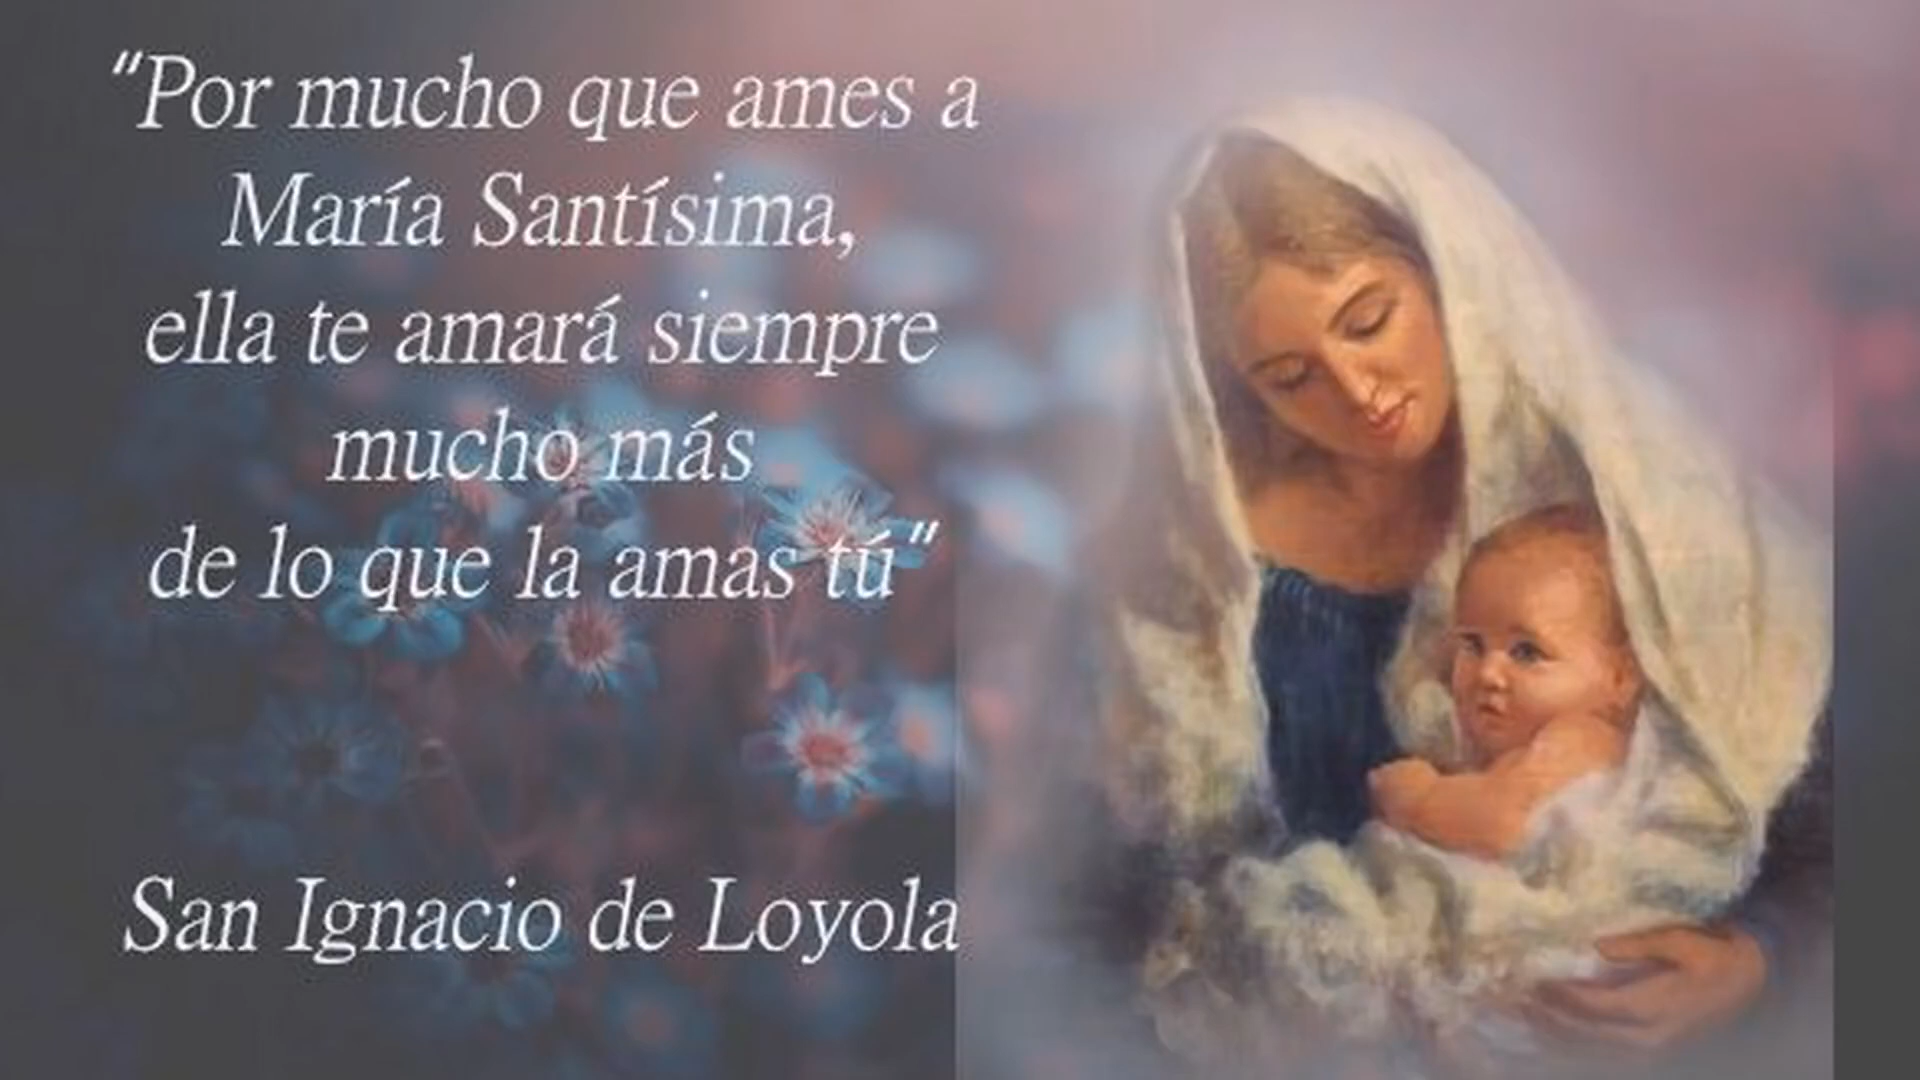 "Por mucho que ames a
María Santísima,
ella te amará siempre
mucho más
de lo que la amas tú"
San Ignacio de Loyola